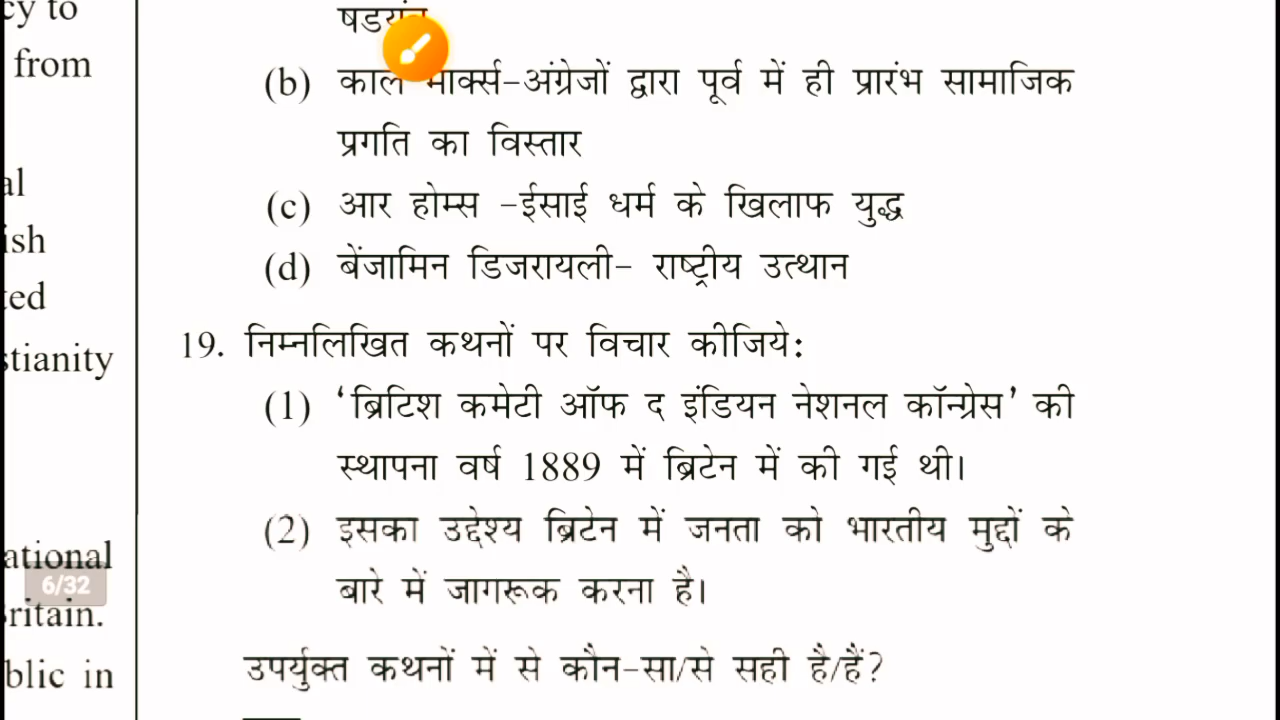 cy to
from
al
ish
ted
stianity
ational
6/32
ritain.
blic in
(b) कार्ल मार्क्स-अंग्रेजों द्वारा पूर्व में ही प्रारंभ सामाजिक
प्रगति का विस्तार
(c) आर होम्स -ईसाई धर्म के खिलाफ युद्ध
(d) बेंजामिन डिजरायली- राष्ट्रीय उत्थान
19. निम्नलिखित कथनों पर विचार कीजिये:
(1) ‘ब्रिटिश कमेटी ऑफ द इंडियन नेशनल कॉन्ग्रेस’ की
स्थापना वर्ष 1889 में ब्रिटेन में की गई थी।
(2) इसका उद्देश्य ब्रिटेन में जनता को भारतीय मुद्दों के
बारे में जागरूक करना है।
उपर्युक्त कथनों में से कौन-सा/से सही है/हैं?